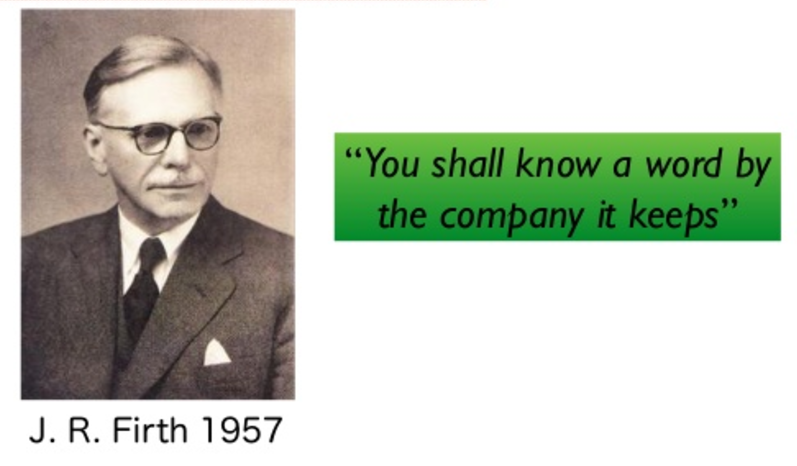 “You shall know a word by
the company it keeps”
J. R. Firth 1957